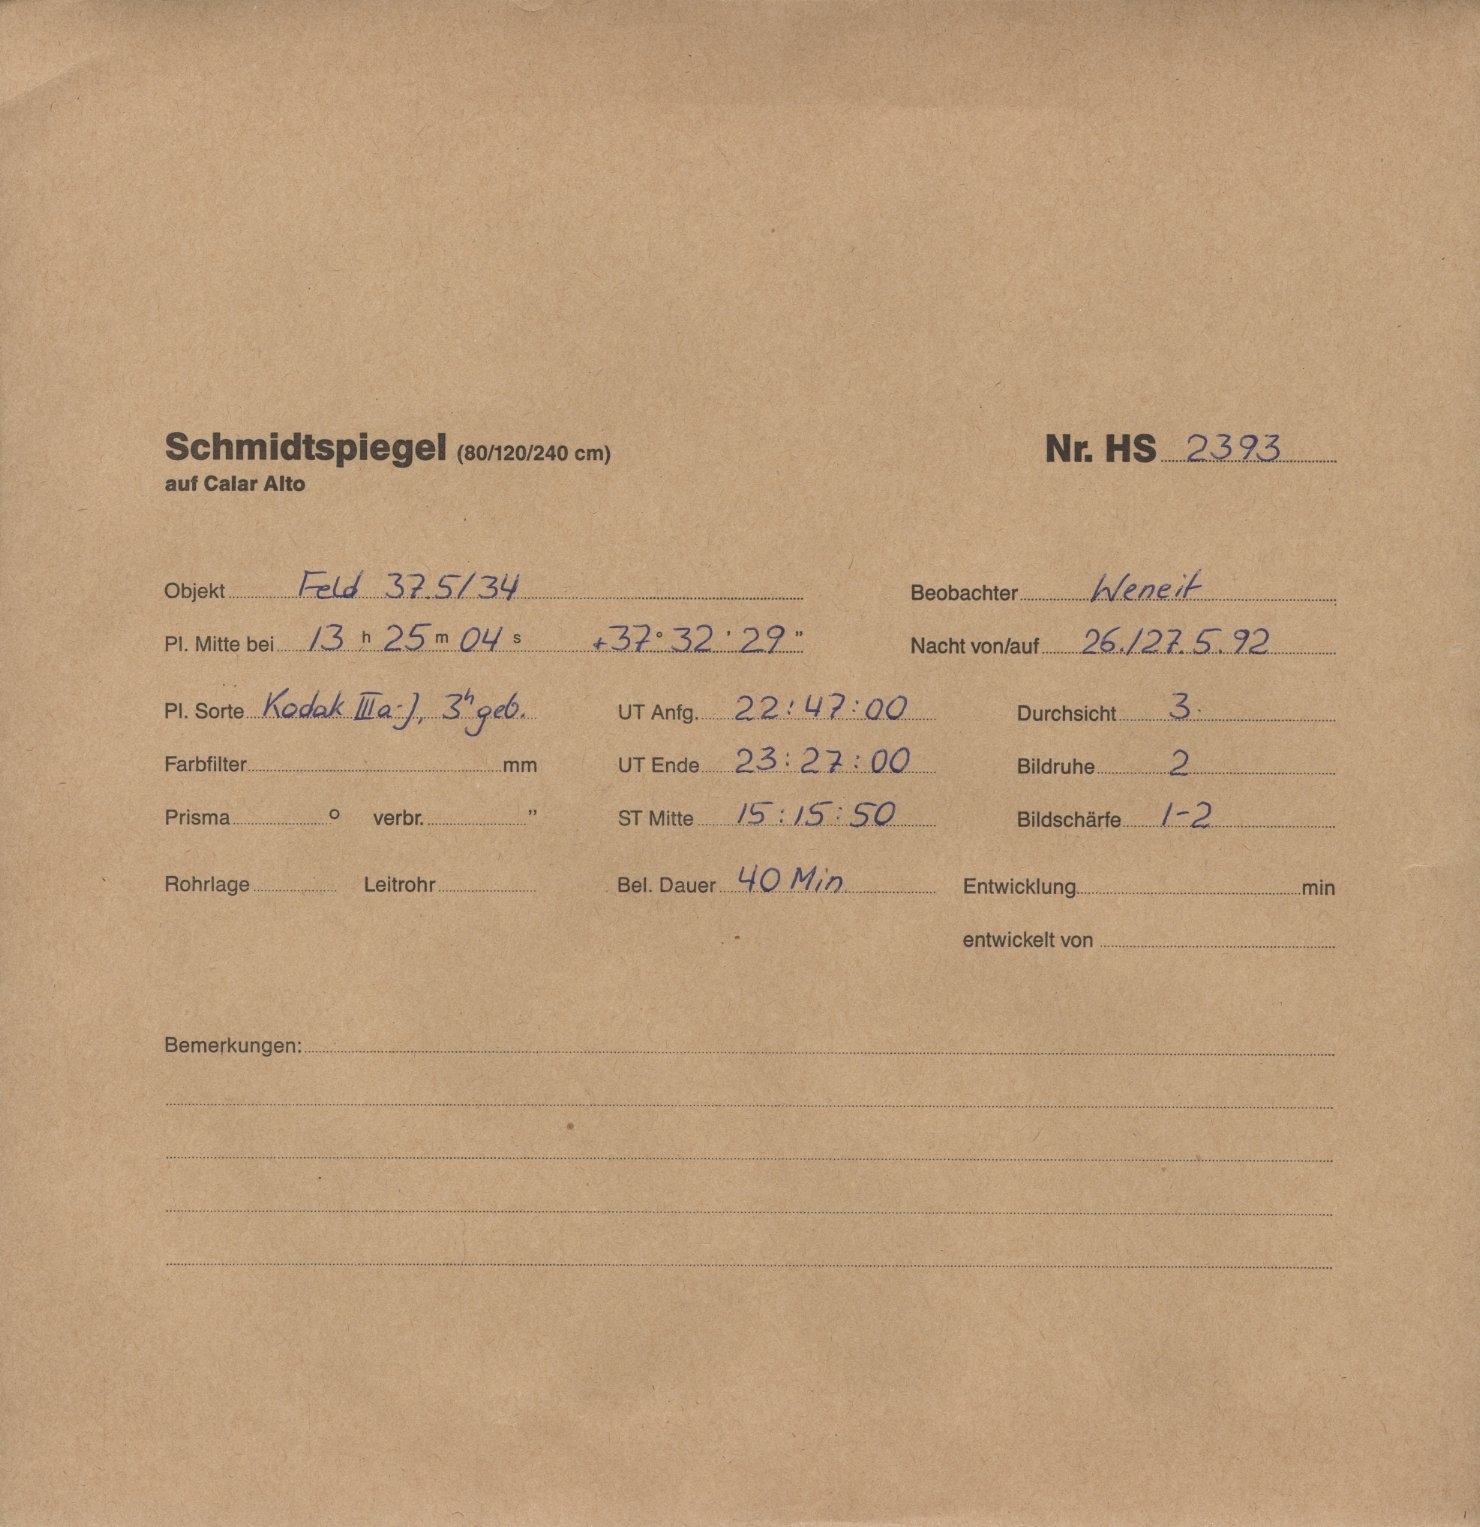 Schmidtspiegel (80/120/240 cm) Nr. HS 2393
auf Calar Alto
Objekt Feld 37.5/34 Beobachter Weneit
Pl. Mitte bei 13 h 25 m 04 s +37° 32 ' 29 " Nacht von/auf 26./27.5.92
Pl. Sorte Kodak IIIa-J, 3h geb. UT Anfg. 22:47:00 Durchsicht 3
Farbfilter mm UT Ende 23:27:00 Bildruhe 2
Prisma ° verbr. " ST Mitte 15:15:50 Bildschärfe 1-2
Rohrlage Leitrohr Bel. Dauer 40 Min Entwicklung min
entwickelt von
Bemerkungen: